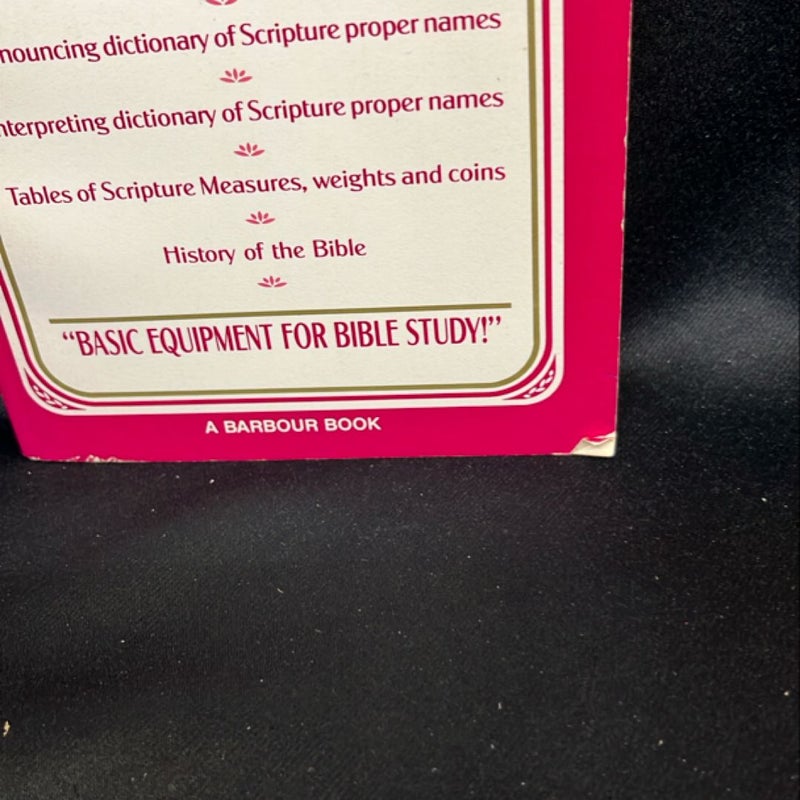 nouncing dictionary of Scripture proper names
nterpreting dictionary of Scripture proper names
Tables of Scripture Measures, weights and coins
History of the Bible
“BASIC EQUIPMENT FOR BIBLE STUDY!”
A BARBOUR BOOK